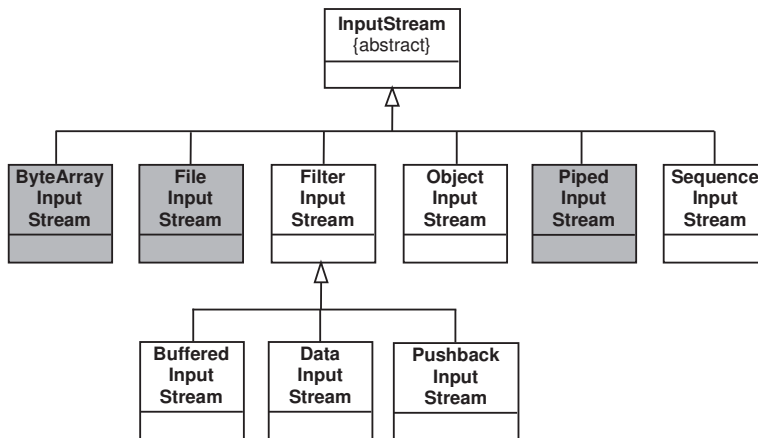 InputStream
{abstract}
ByteArray
Input
Stream
File
Input
Stream
Filter
Input
Stream
Object
Input
Stream
Piped
Input
Stream
Sequence
Input
Stream
Buffered
Input
Stream
Data
Input
Stream
Pushback
Input
Stream